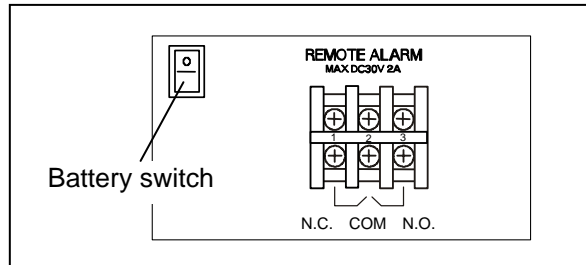 REMOTE ALARM
MAX DC30V 2A
1 2 3
Battery switch
N.C. COM N.O.